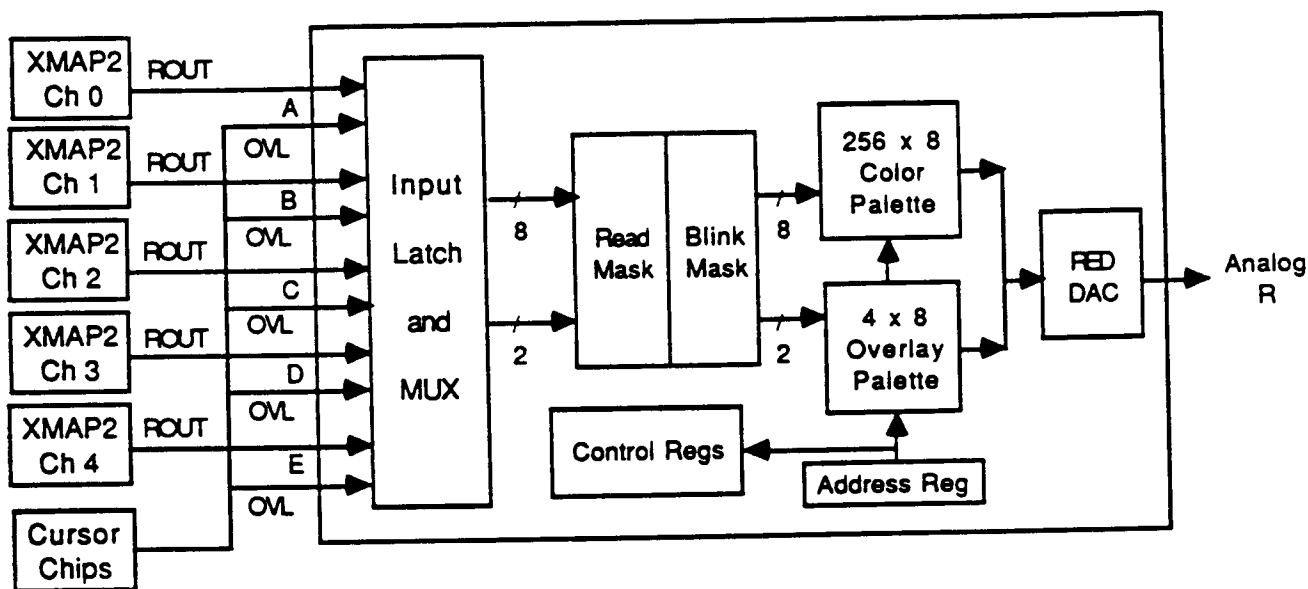 XMAP2
Ch 0
ROUT
A
OVL
XMAP2
Ch 1
ROUT
B
OVL
XMAP2
Ch 2
ROUT
C
OVL
XMAP2
Ch 3
ROUT
D
OVL
XMAP2
Ch 4
ROUT
E
OVL
Cursor
Chips
Input
Latch
and
MUX
8
2
Read
Mask
Blink
Mask
8
2
256 x 8
Color
Palette
4 x 8
Overlay
Palette
Control Regs
Address Reg
RED
DAC
Analog
R